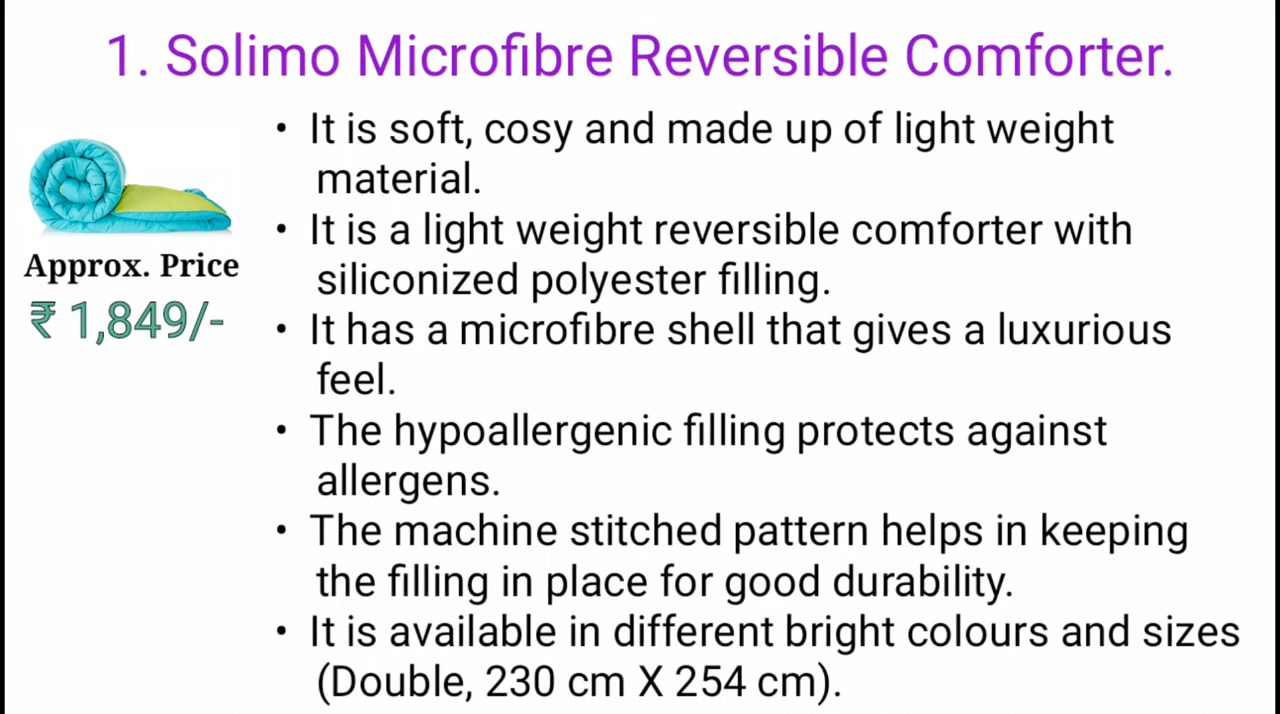 1. Solimo Microfibre Reversible Comforter.
• It is soft, cosy and made up of light weight
material.
• It is a light weight reversible comforter with
siliconized polyester filling.
• It has a microfibre shell that gives a luxurious
feel.
• The hypoallergenic filling protects against
allergens.
• The machine stitched pattern helps in keeping
the filling in place for good durability.
• It is available in different bright colours and sizes
(Double, 230 cm X 254 cm).
Approx. Price
₹ 1,849/-